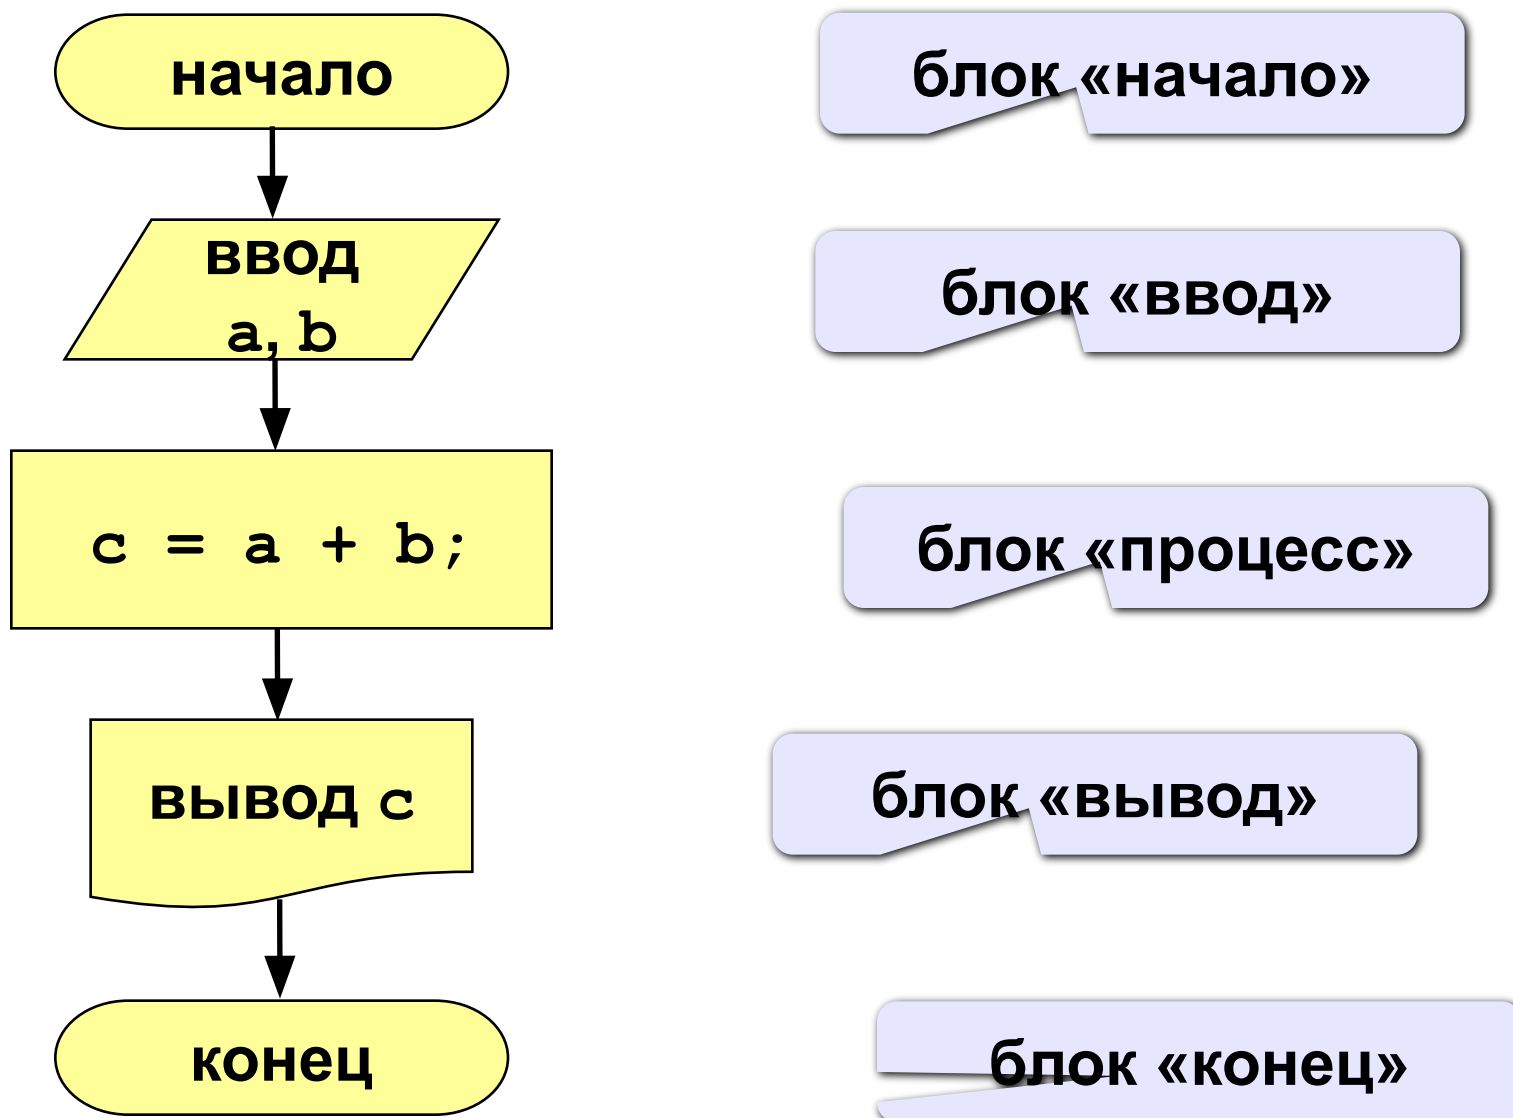 начало
блок «начало»
ввод
a, b
блок «ввод»
c = a + b;
блок «процесс»
вывод c
блок «вывод»
конец
блок «конец»